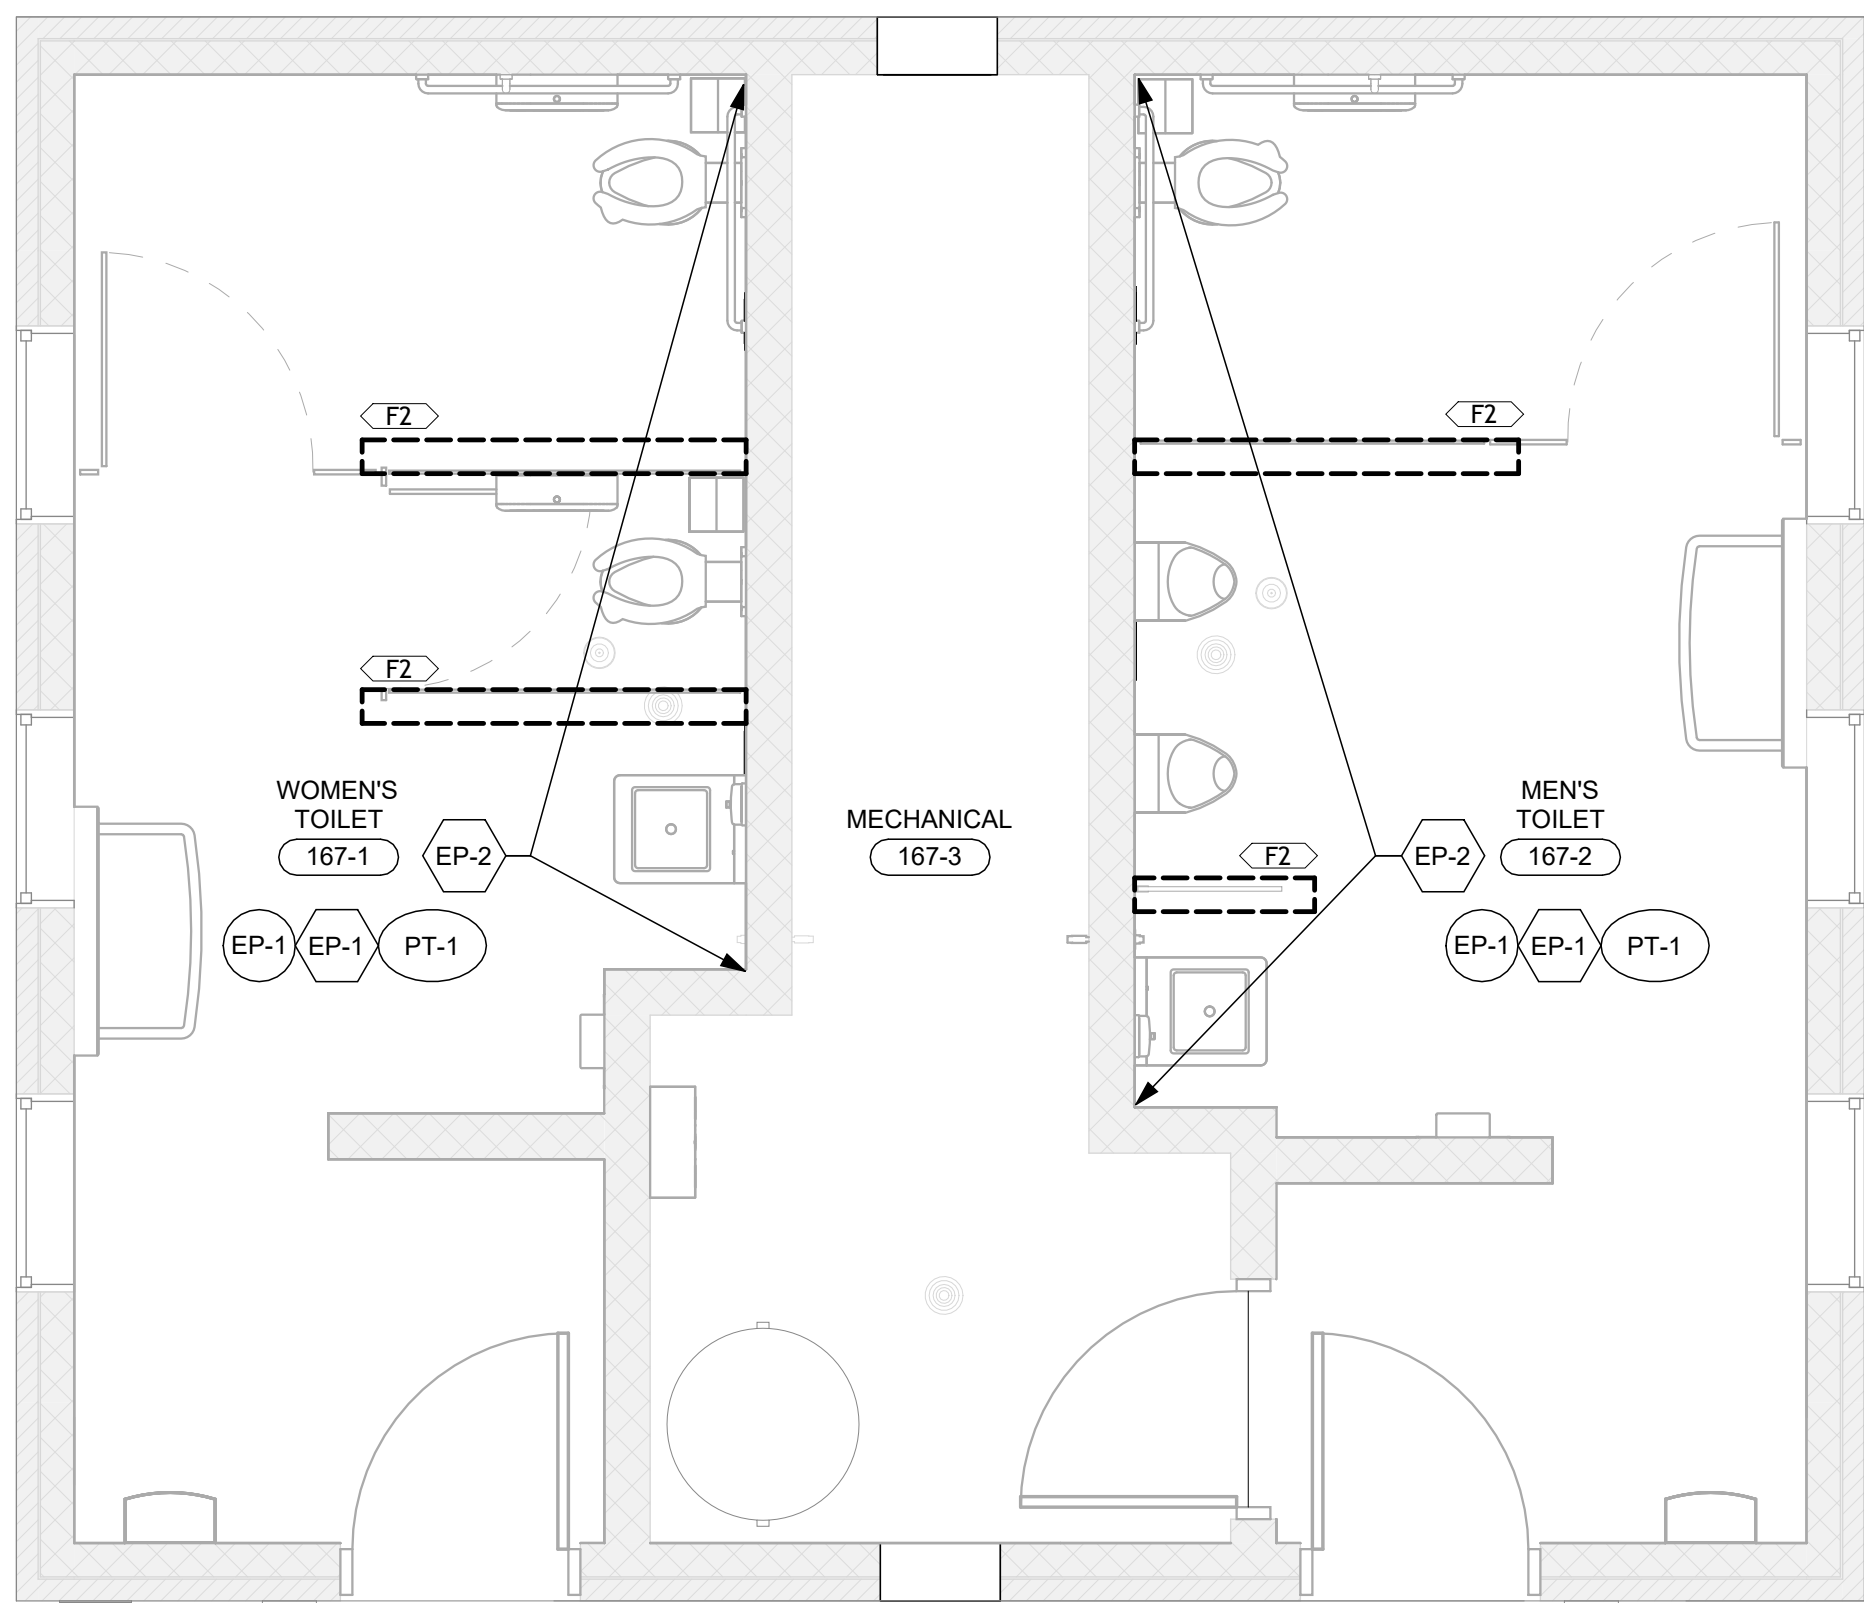 F2
F2
F2
WOMEN'S
TOILET
167-1
EP-2
MECHANICAL
167-3
F2
EP-2
MEN'S
TOILET
167-2
EP-1 EP-1 PT-1
EP-1 EP-1 PT-1